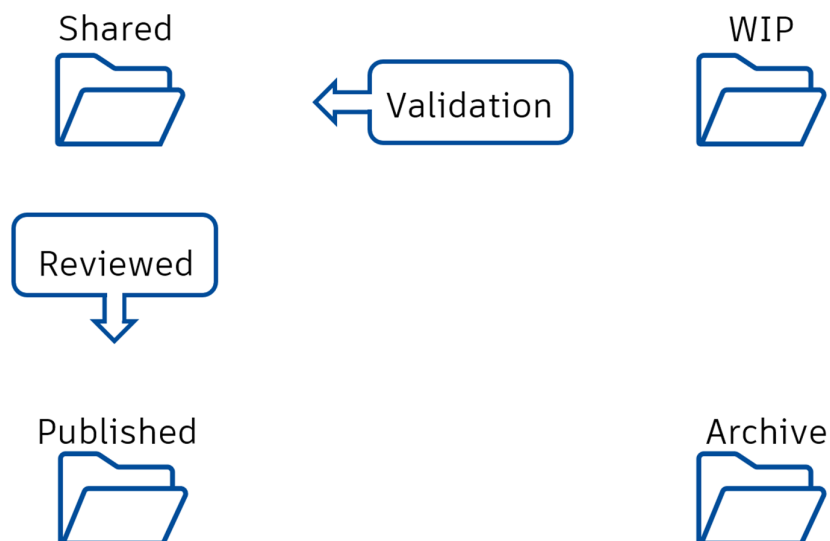 Shared
WIP
Validation
Reviewed
Published
Archive